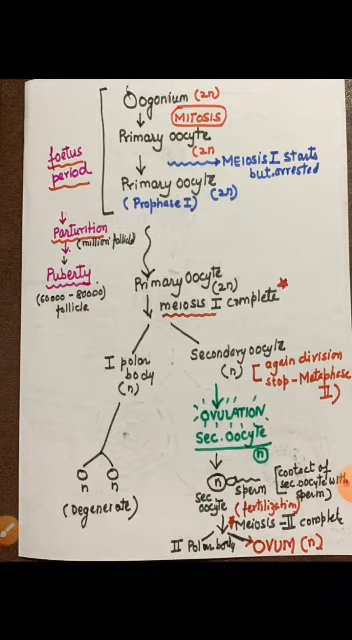 Oogonium (2n)
MITOSIS
Primary oocyte
(2n
MEIOSIS I starts
but arrested
Primary oocyte
(2n)
(Prophase I)
foetus
period
Parturition
(million follicle)
Puberty
(60000 - 80000)
follicle
Primary oocyte
(2n)
meiosis I complete
I polar
body
(n)
Secondary oocyte
(n)
[again division
stop - Metaphase
II)
OVULATION
Sec. oocyte
(n)
n
sperm
[contact of
sec. oocyte with
sperm)
Sec
oocyte
(fertilization)
Meiosis - II complete
II Polar body
OVUM (n)
n n
(Degenerate)